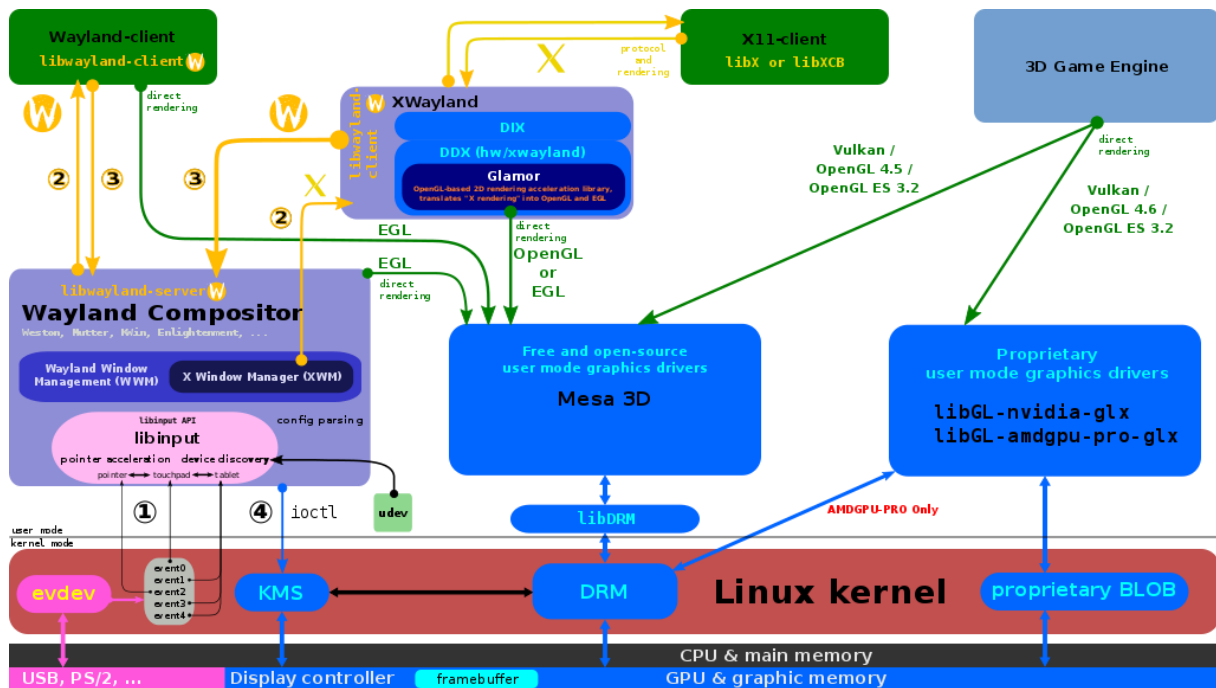 Wayland-client
libwayland-client W
direct
rendering
W
2
3
W
3
X
2
X
protocol
and
rendering
X11-client
libX or libXCB
3D Game Engine
direct
rendering
libwayland-
client
W
XWayland
DIX
DDX (hw/xwayland)
Glamor
OpenGL-based 2D rendering acceleration library,
translates "X rendering" into OpenGL and EGL
direct
rendering
OpenGL
or
EGL
EGL
EGL
direct
rendering
Vulkan /
OpenGL 4.5 /
OpenGL ES 3.2
Vulkan /
OpenGL 4.6 /
OpenGL ES 3.2
libwayland-server W
Wayland Compositor
Weston, Mutter, KWin, Enlightenment, ...
Wayland Window
Management (WWM)
X Window Manager (XWM)
config parsing
libinput API
libinput
pointer acceleration device discovery
pointer touchpad tablet
Free and open-source
user mode graphics drivers
Mesa 3D
Proprietary
user mode graphics drivers
libGL-nvidia-glx
libGL-amdgpu-pro-glx
1
4
ioctl
udev
libDRM
AMDGPU-PRO Only
user mode
kernel mode
evdev
event0
event1
event2
event3
event4
KMS
DRM
Linux kernel
proprietary BLOB
CPU & main memory
USB, PS/2, ...
Display controller
framebuffer
GPU & graphic memory